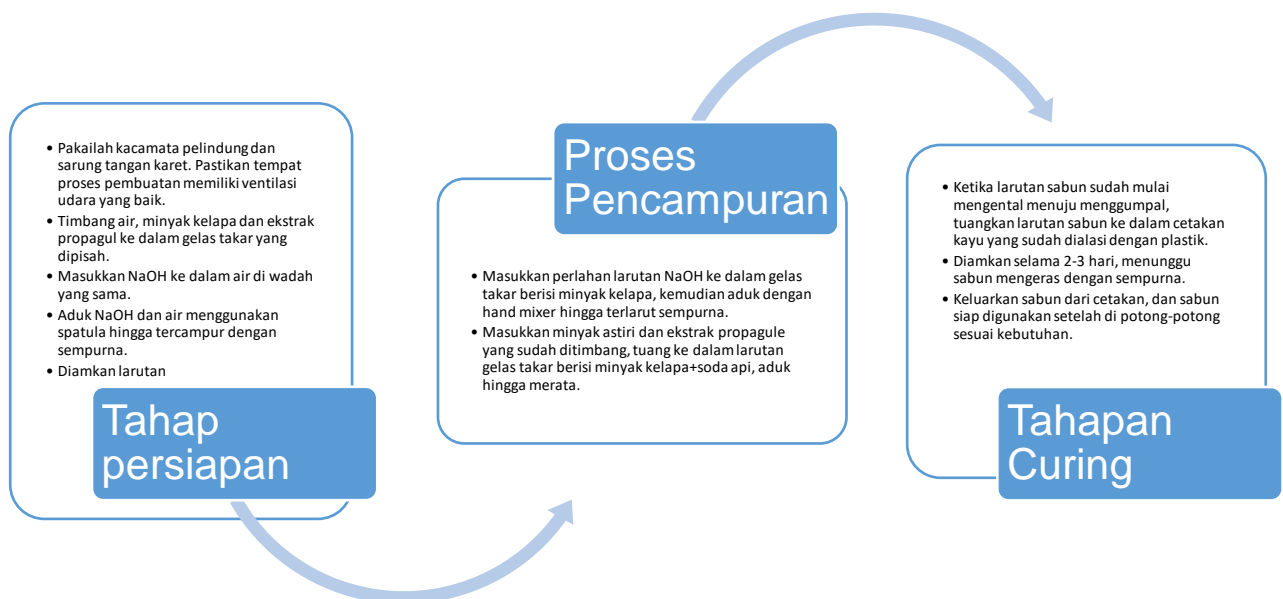 • Pakailah kacamata pelindung dan
sarung tangan karet. Pastikan tempat
proses pembuatan memiliki ventilasi
udara yang baik.
• Timbang air, minyak kelapa dan ekstrak
propagul ke dalam gelas takar yang
dipisah.
• Masukkan NaOH ke dalam air di wadah
yang sama.
• Aduk NaOH dan air menggunakan
spatula hingga tercampur dengan
sempurna.
• Diamkan larutan
Tahap
persiapan
Proses
Pencampuran
• Masukkan perlahan larutan NaOH ke dalam gelas
takar berisi minyak kelapa, kemudian aduk dengan
hand mixer hingga terlarut sempurna.
• Masukkan minyak astiri dan ekstrak propagule
yang sudah ditimbang, tuang ke dalam larutan
gelas takar berisi minyak kelapa+soda api, aduk
hingga merata.
• Ketika larutan sabun sudah mulai
mengental menuju menggumpal,
tuangkan larutan sabun ke dalam cetakan
kayu yang sudah dialasi dengan plastik.
• Diamkan selama 2-3 hari, menunggu
sabun mengeras dengan sempurna.
• Keluarkan sabun dari cetakan, dan sabun
siap digunakan setelah di potong-potong
sesuai kebutuhan.
Tahapan
Curing